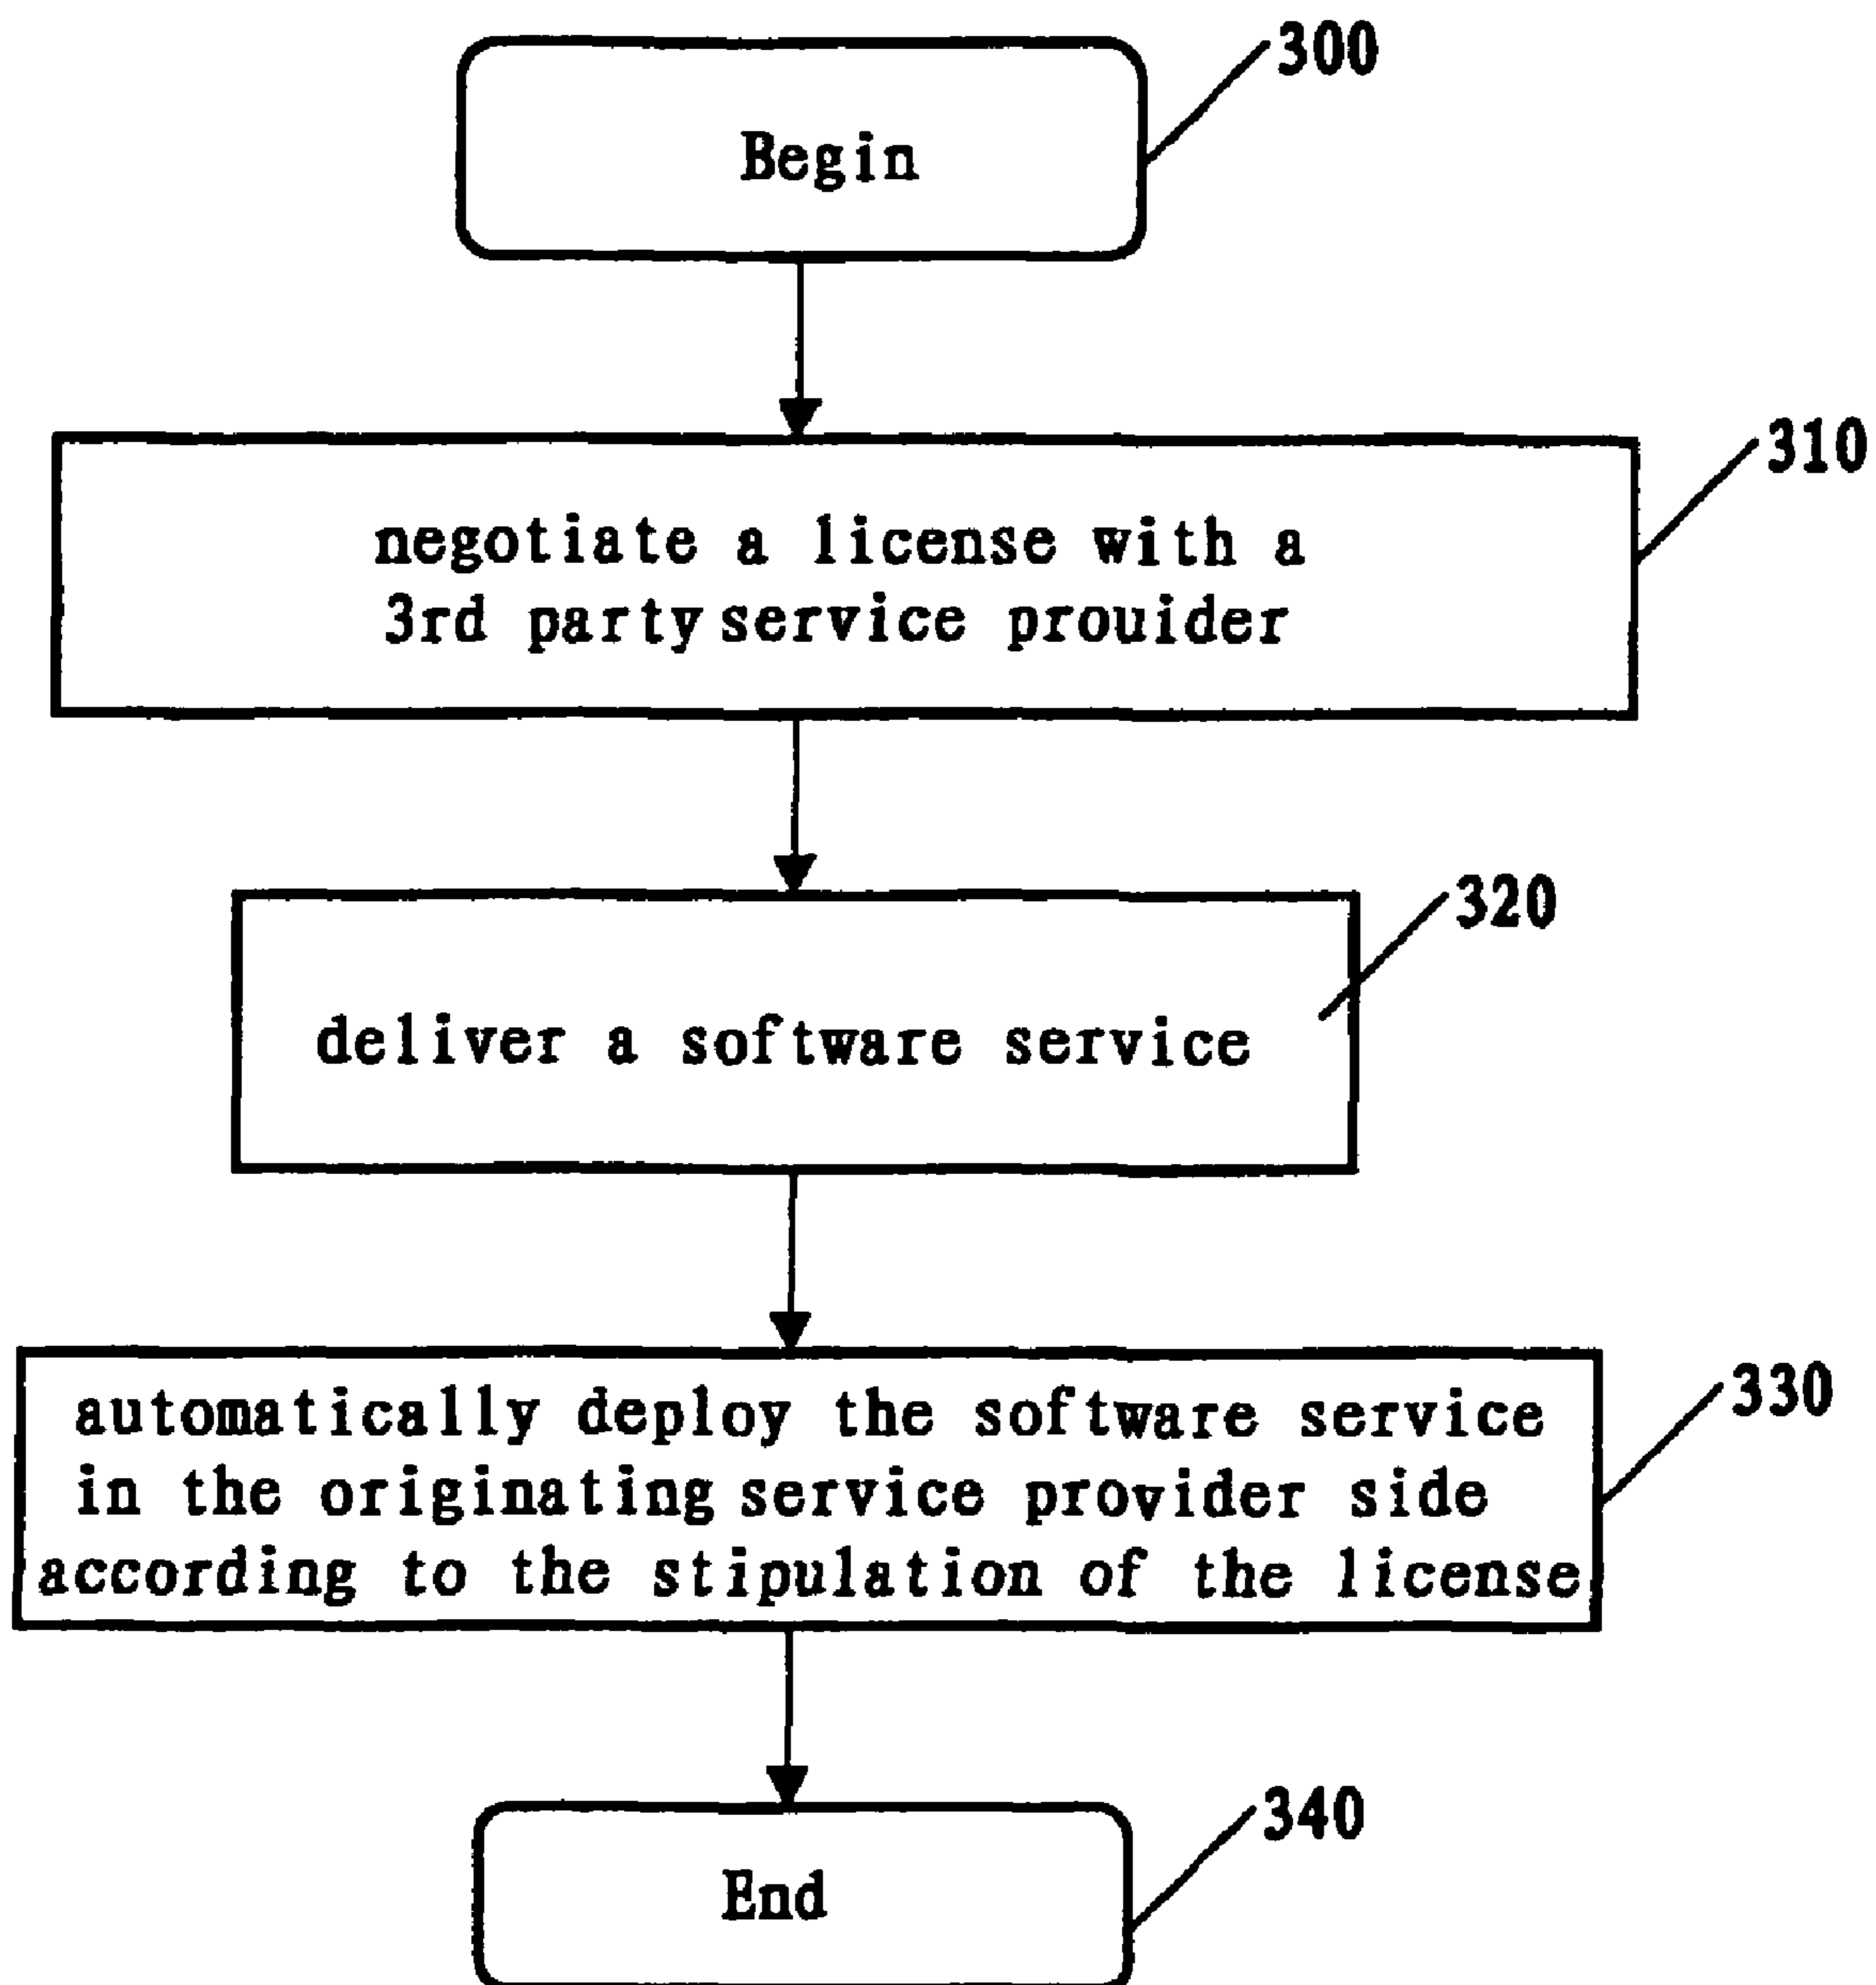 300
Begin
310
negotiate a license with a
3rd party service prouider
320
deliver a software service
330
automatically deploy the software service
in the originating service provider side
according to the stipulation of the license
340
End